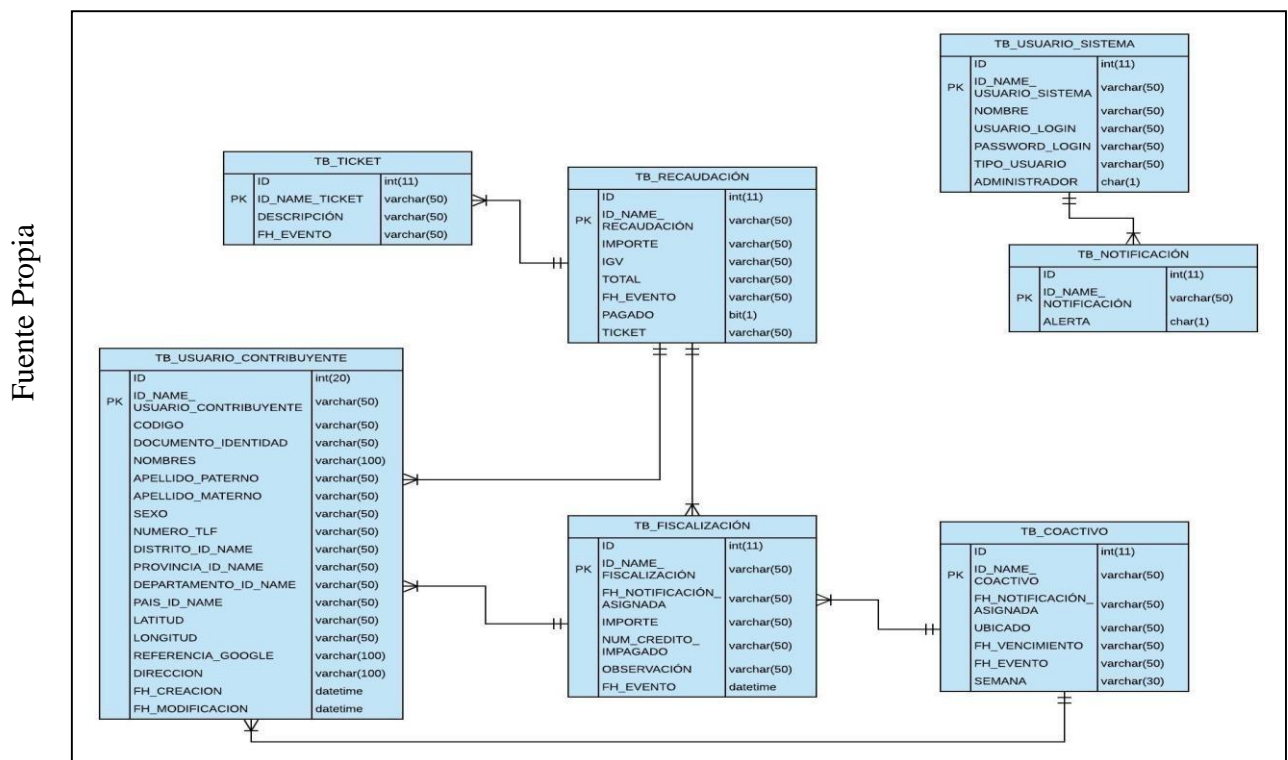 Fuente Propia
TB_USUARIO_SISTEMA
ID int(11)
PK ID_NAME_
USUARIO_SISTEMA varchar(50)
NOMBRE varchar(50)
USUARIO_LOGIN varchar(50)
PASSWORD_LOGIN varchar(50)
TIPO_USUARIO varchar(50)
ADMINISTRADOR char(1)
TB_TICKET
ID int(11)
PK ID_NAME_TICKET varchar(50)
DESCRIPCIÓN varchar(50)
FH_EVENTO varchar(50)
TB_RECAUDACIÓN
ID int(11)
PK ID_NAME_
RECAUDACIÓN varchar(50)
IMPORTE varchar(50)
IGV varchar(50)
TOTAL varchar(50)
FH_EVENTO varchar(50)
PAGADO bit(1)
TICKET varchar(50)
TB_NOTIFICACIÓN
ID int(11)
PK ID_NAME_
NOTIFICACIÓN varchar(50)
ALERTA char(1)
TB_USUARIO_CONTRIBUYENTE
ID int(20)
PK ID_NAME_
USUARIO_CONTRIBUYENTE varchar(50)
CODIGO varchar(50)
DOCUMENTO_IDENTIDAD varchar(50)
NOMBRES varchar(100)
APELLIDO_PATERNO varchar(50)
APELLIDO_MATERNO varchar(50)
SEXO varchar(50)
NUMERO_TLF varchar(50)
DISTRITO_ID_NAME varchar(50)
PROVINCIA_ID_NAME varchar(50)
DEPARTAMENTO_ID_NAME varchar(50)
PAIS_ID_NAME varchar(50)
LATITUD varchar(50)
LONGITUD varchar(50)
REFERENCIA_GOOGLE varchar(100)
DIRECCION varchar(100)
FH_CREACION datetime
FH_MODIFICACION datetime
TB_FISCALIZACIÓN
ID int(11)
PK ID_NAME_
FISCALIZACIÓN varchar(50)
FH_NOTIFICACIÓN_
ASIGNADA varchar(50)
IMPORTE varchar(50)
NUM_CREDITO_
IMPAGADO varchar(50)
OBSERVACIÓN varchar(50)
FH_EVENTO datetime
TB_COACTIVO
ID int(11)
PK ID_NAME_
COACTIVO varchar(50)
FH_NOTIFICACIÓN_
ASIGNADA varchar(50)
UBICADO varchar(50)
FH_VENCIMIENTO varchar(50)
FH_EVENTO varchar(50)
SEMANA varchar(30)